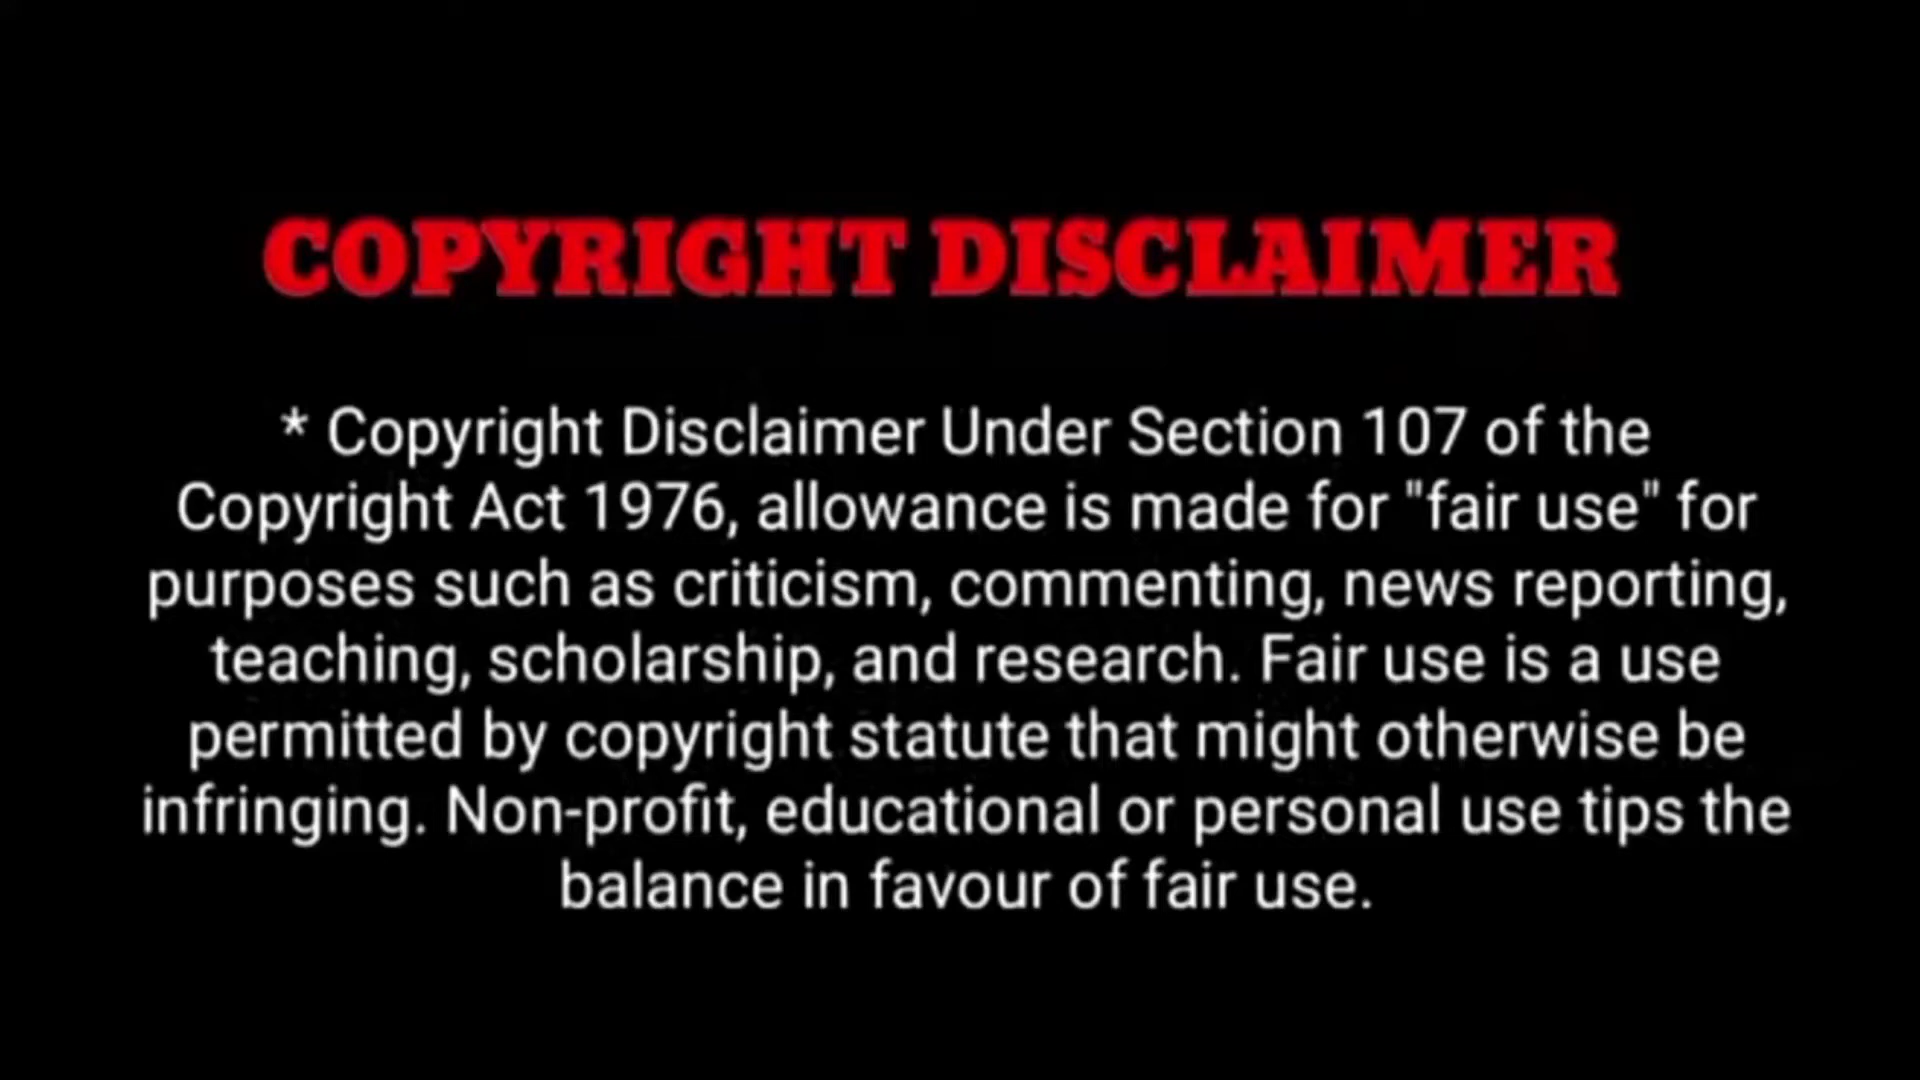 COPYRIGHT DISCLAIMER
* Copyright Disclaimer Under Section 107 of the
Copyright Act 1976, allowance is made for "fair use" for
purposes such as criticism, commenting, news reporting,
teaching, scholarship, and research. Fair use is a use
permitted by copyright statute that might otherwise be
infringing. Non-profit, educational or personal use tips the
balance in favour of fair use.